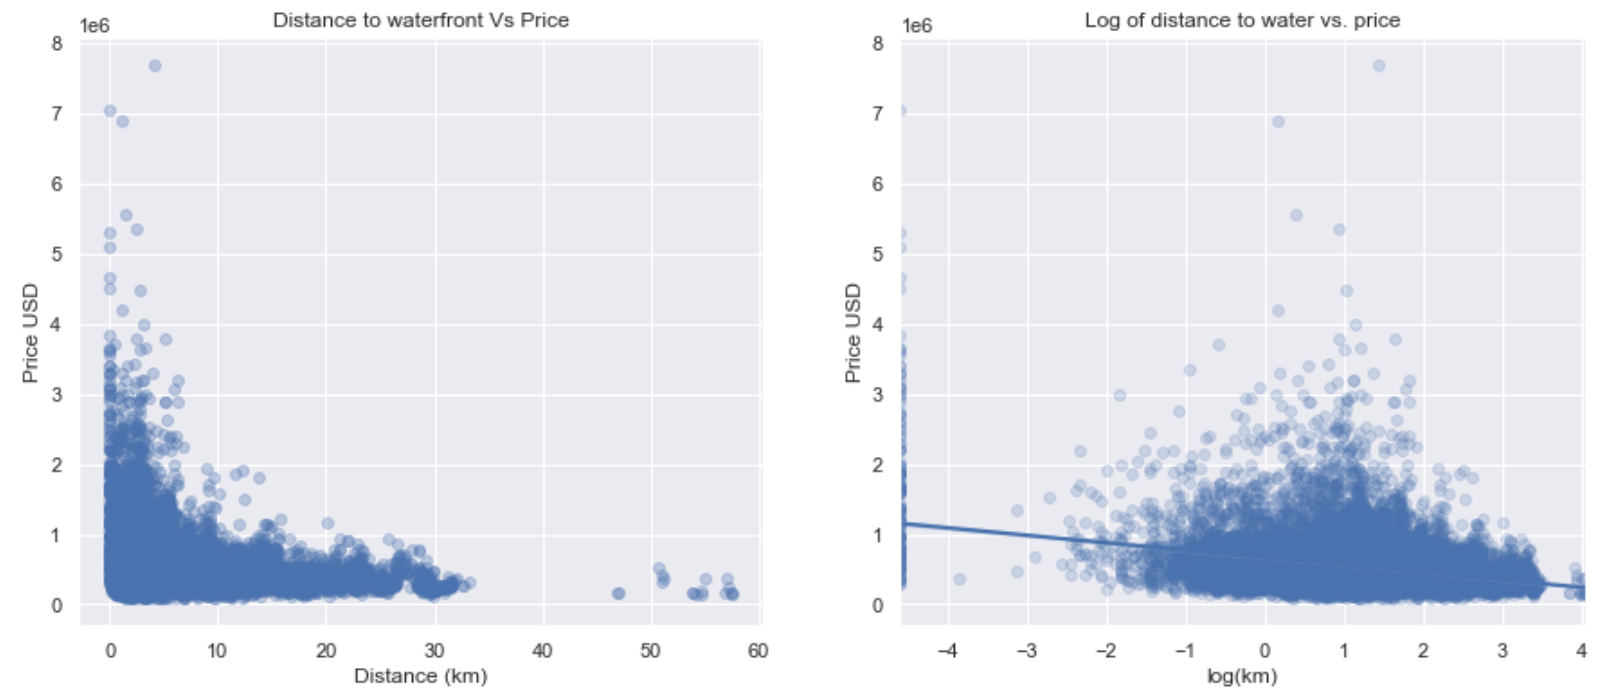 Distance to waterfront Vs Price
1e6
8
7
6
5
4
3
2
1
0
Price USD
0 10 20 30 40 50 60
Distance (km)
Log of distance to water vs. price
1e6
8
7
6
5
4
3
2
1
0
Price USD
−4 −3 −2 −1 0 1 2 3 4
log(km)